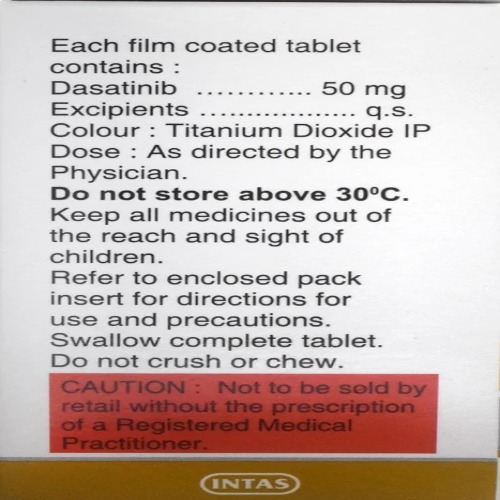 Each film coated tablet
contains :
Dasatinib ............ 50 mg
Excipients ................... q.s.
Colour : Titanium Dioxide IP
Dose : As directed by the
Physician.
Do not store above 30ºC.
Keep all medicines out of
the reach and sight of
children.
Refer to enclosed pack
insert for directions for
use and precautions.
Swallow complete tablet.
Do not crush or chew.
CAUTION : Not to be sold by
retail without the prescription
of a Registered Medical
Practitioner.
INTAS